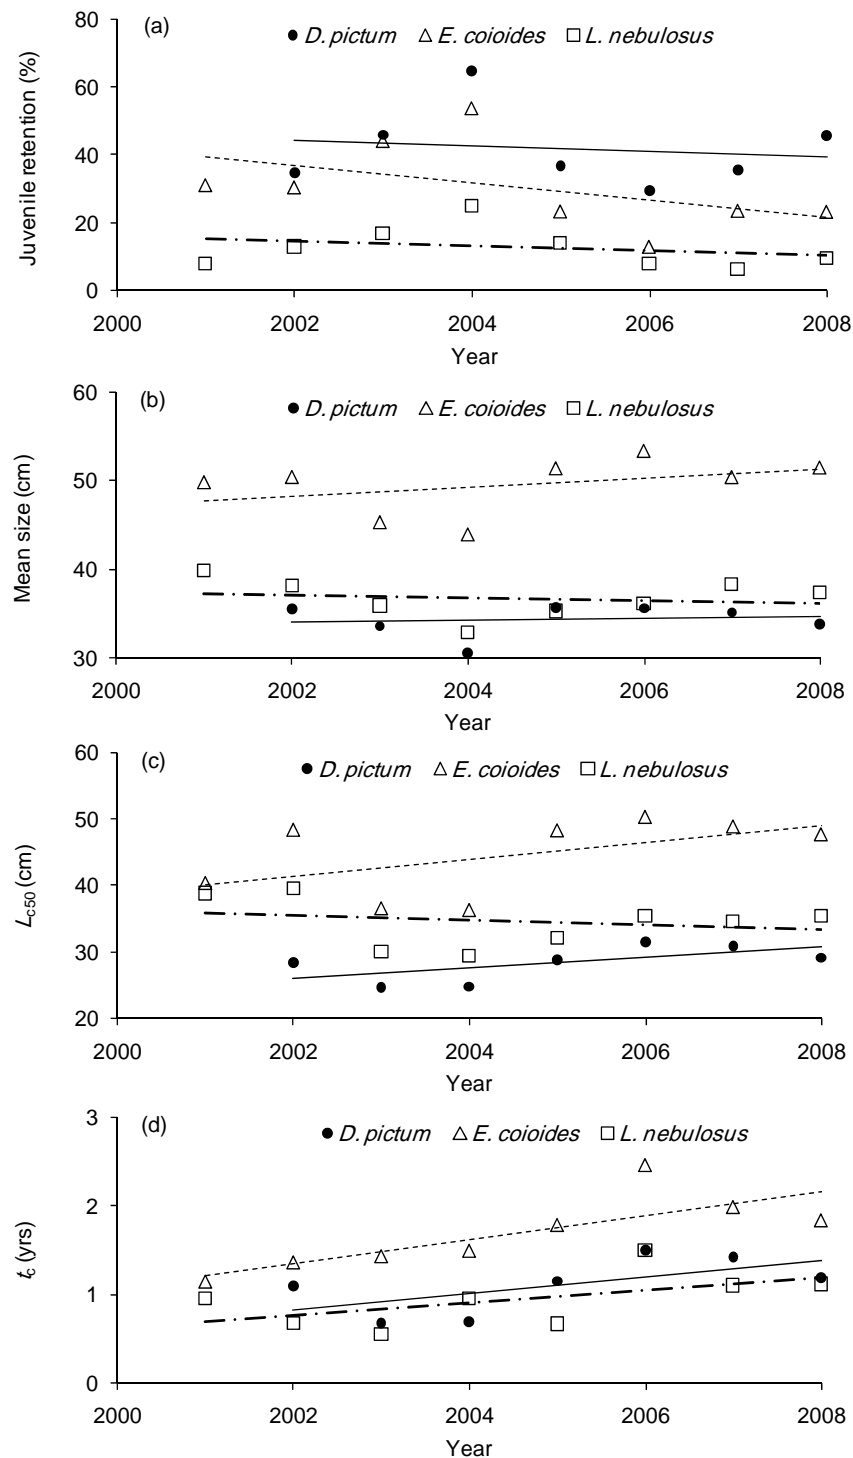 (a)
D. pictum E. coioides L. nebulosus
Juvenile retention (%)
80
60
40
20
0
2000 2002 2004 2006 2008
Year
(b)
D. pictum E. coioides L. nebulosus
Mean size (cm)
60
50
40
30
2000 2002 2004 2006 2008
Year
(c)
D. pictum E. coioides L. nebulosus
Lc50 (cm)
60
50
40
30
20
2000 2002 2004 2006 2008
Year
(d)
D. pictum E. coioides L. nebulosus
tc (yrs)
3
2
1
0
2000 2002 2004 2006 2008
Year